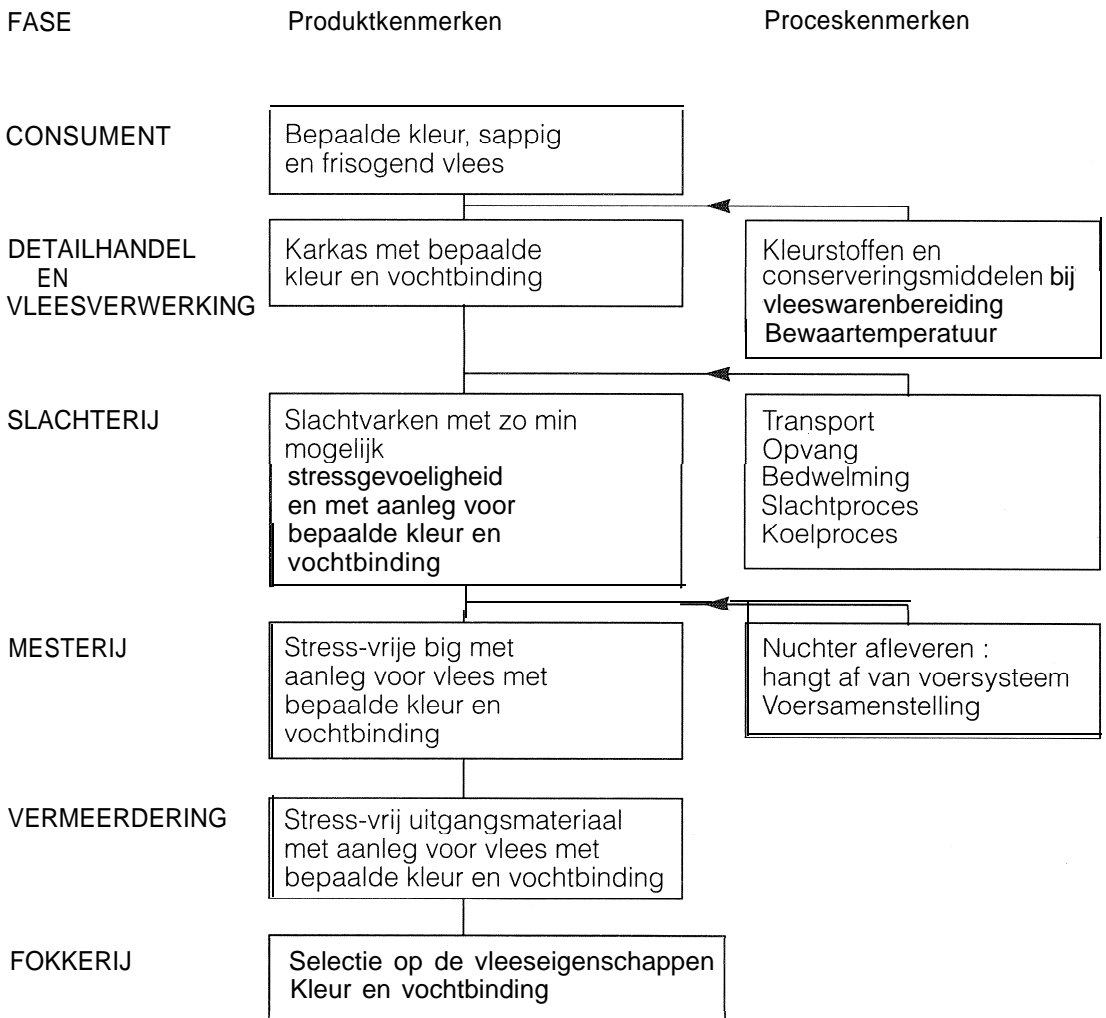 FASE Produktkenmerken Proceskenmerken
CONSUMENT
Bepaalde kleur, sappig
en frisogend vlees
DETAILHANDEL
EN
VLEESVERWERKING
Karkas met bepaalde
kleur en vochtbinding
Kleurstoffen en
conserveringsmiddelen bij
vleeswarenbereiding
Bewaartemperatuur
SLACHTERIJ
Slachtvarken met zo min
mogelijk
stressgevoeligheid
en met aanleg voor
bepaalde kleur en
vochtbinding
Transport
Opvang
Bedwelming
Slachtproces
Koelproces
MESTERIJ
Stress-vrije big met
aanleg voor vlees met
bepaalde kleur en
vochtbinding
Nuchter afleveren :
hangt af van voersysteem
Voersamenstelling
VERMEERDERING
Stress-vrij uitgangsmateriaal
met aanleg voor vlees met
bepaalde kleur en vochtbinding
FOKKERIJ
Selectie op de vleeseigenschappen
Kleur en vochtbinding